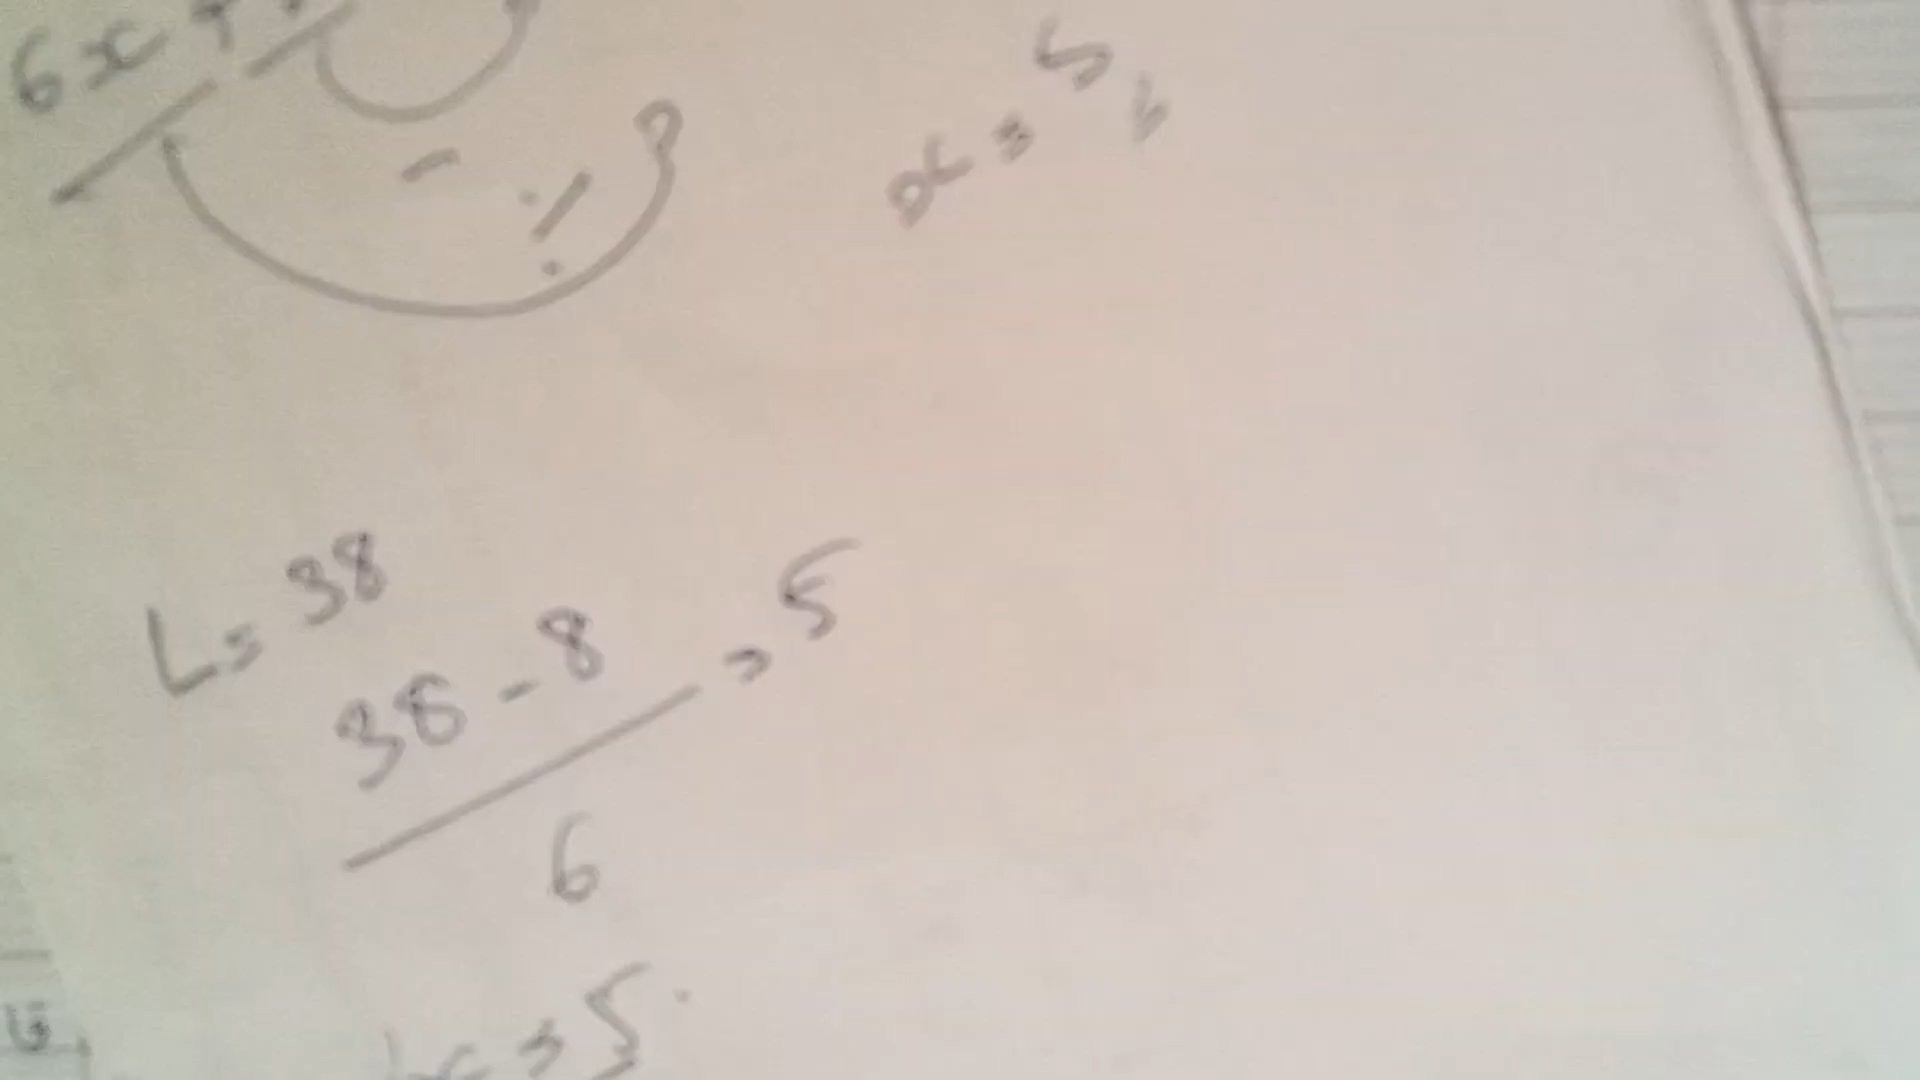 6x+
x = 5
÷
L = 38
38 - 8
6
= 5
x = 5